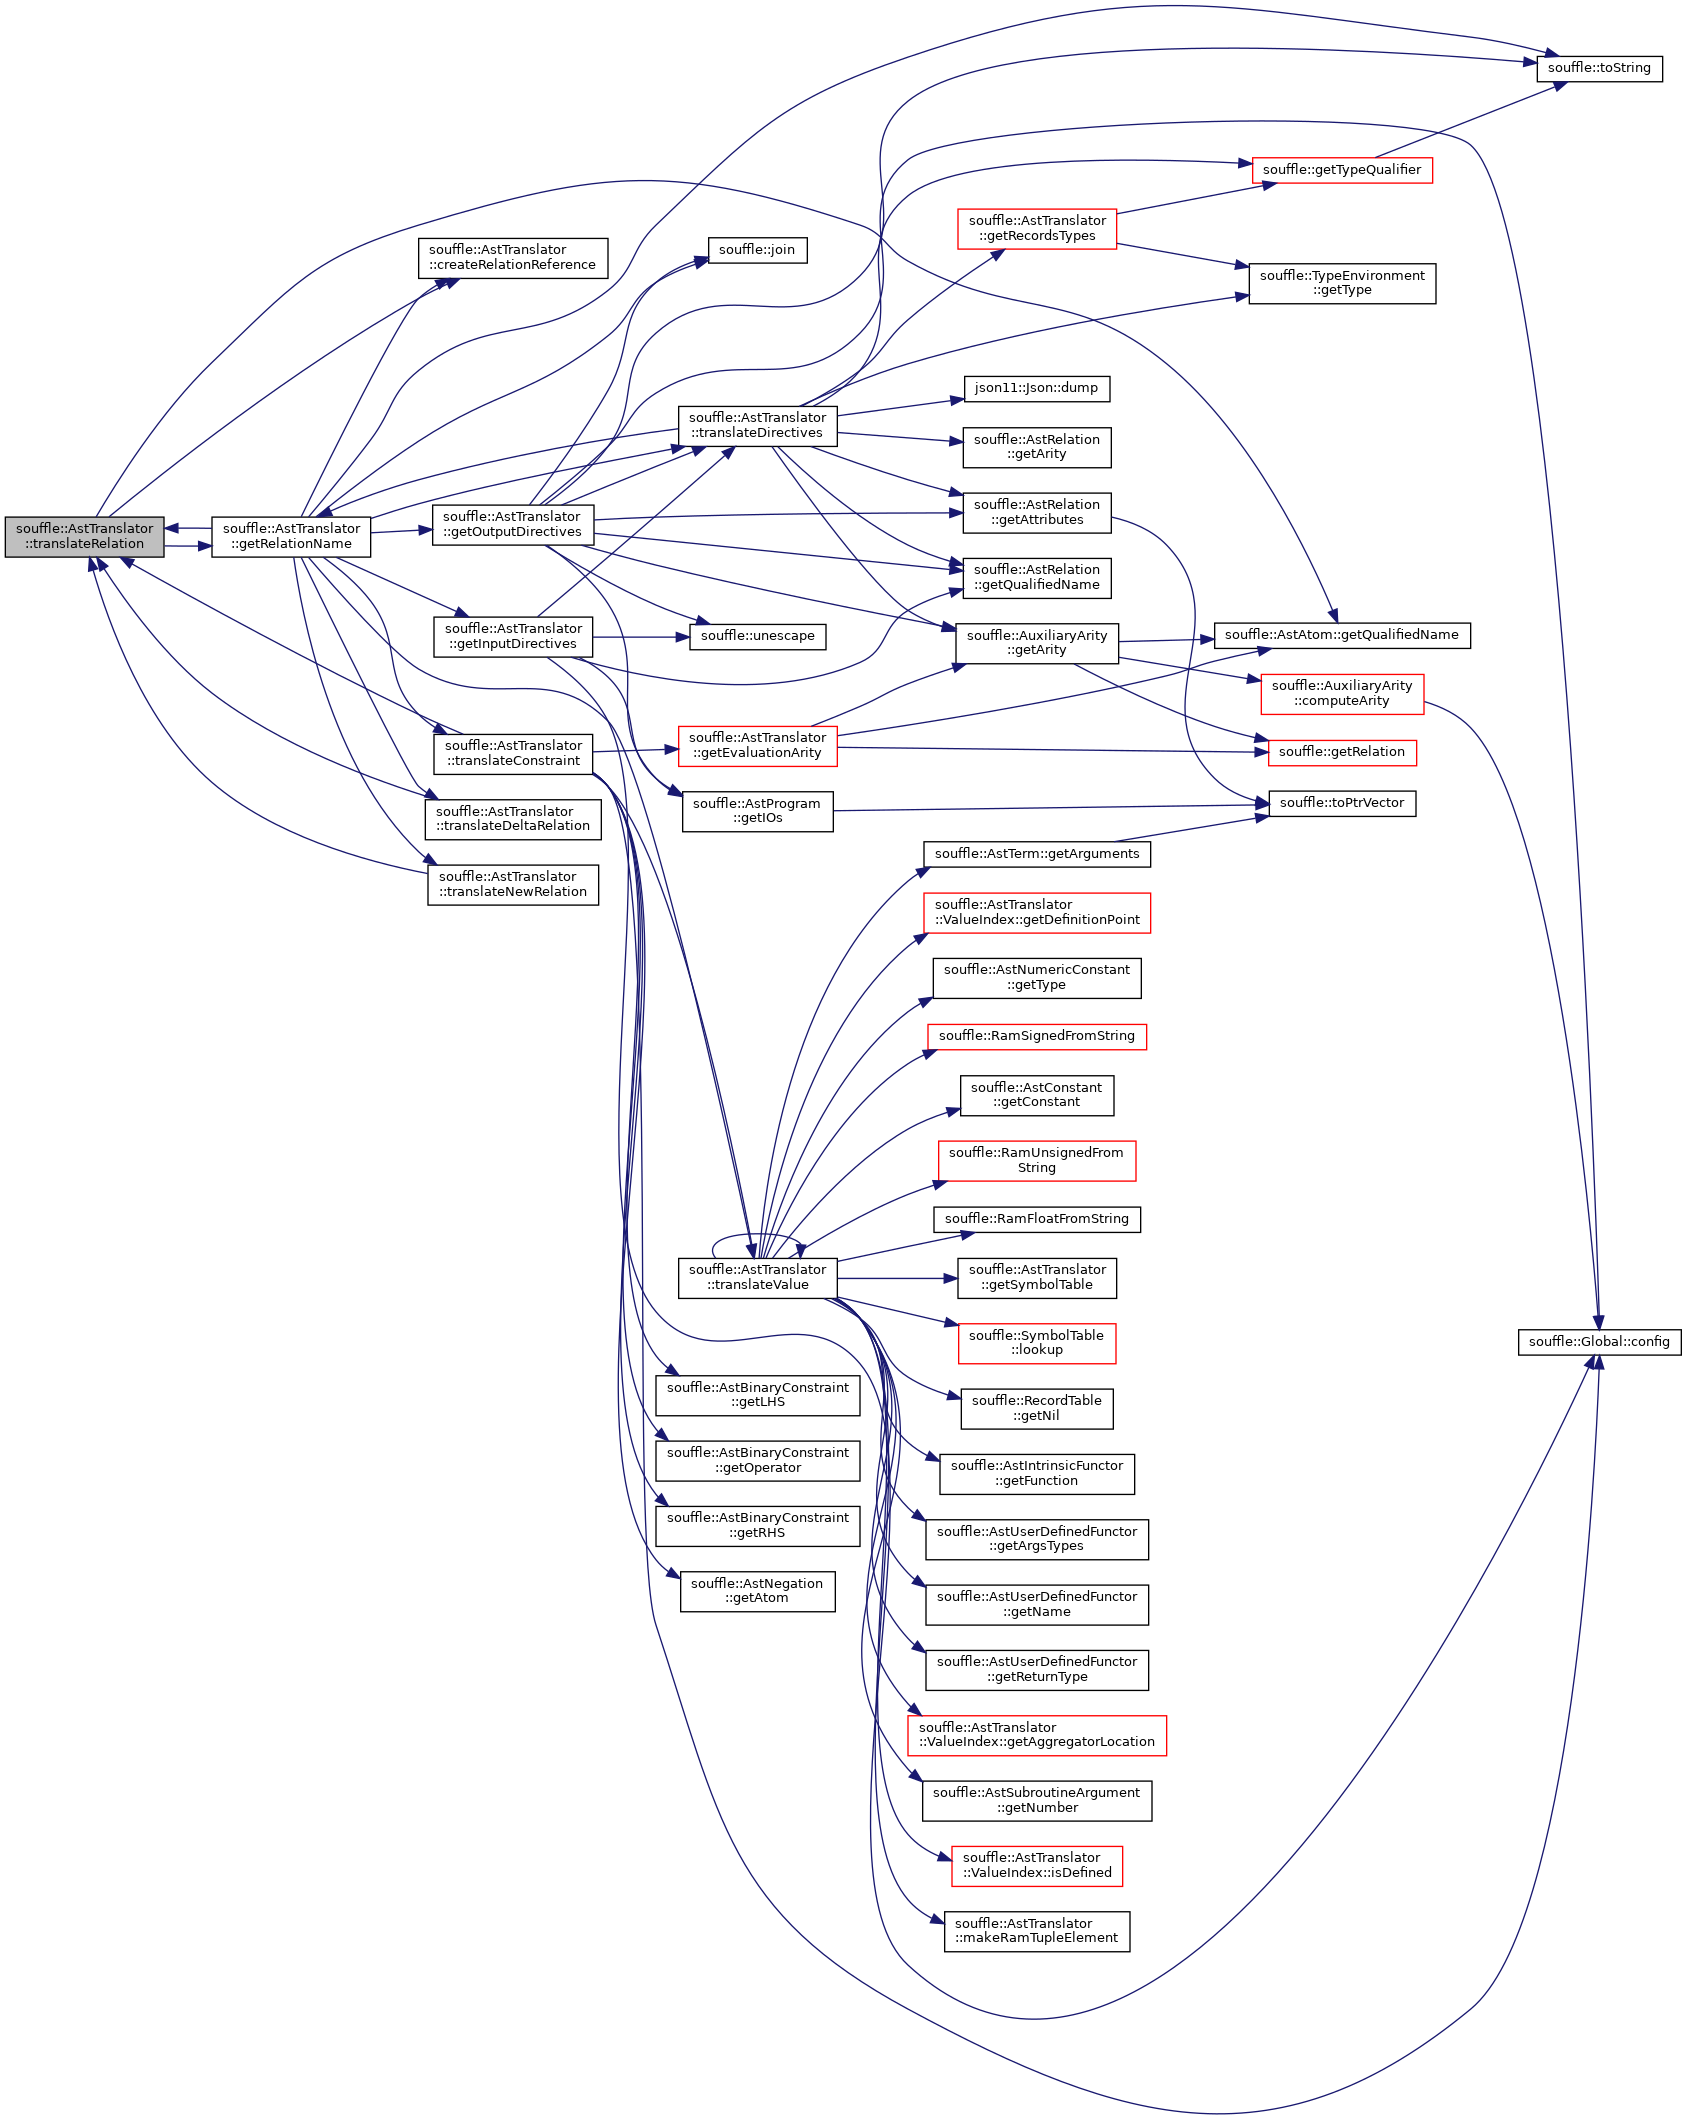 souffle::AstTranslator
::translateRelation
souffle::AstTranslator
::getRelationName
souffle::AstTranslator
::createRelationReference
souffle::AstTranslator
::getOutputDirectives
souffle::AstTranslator
::getInputDirectives
souffle::AstTranslator
::translateConstraint
souffle::AstTranslator
::translateDeltaRelation
souffle::AstTranslator
::translateNewRelation
souffle::join
souffle::AstTranslator
::translateDirectives
souffle::unescape
souffle::AstTranslator
::getEvaluationArity
souffle::AstProgram
::getIOs
souffle::AstTranslator
::translateValue
souffle::AstBinaryConstraint
::getLHS
souffle::AstBinaryConstraint
::getOperator
souffle::AstBinaryConstraint
::getRHS
souffle::AstNegation
::getAtom
souffle::AstTranslator
::getRecordsTypes
json11::Json::dump
souffle::AstRelation
::getArity
souffle::AstRelation
::getAttributes
souffle::AstRelation
::getQualifiedName
souffle::AuxiliaryArity
::getArity
souffle::AstTerm::getArguments
souffle::AstTranslator
::ValueIndex::getDefinitionPoint
souffle::AstNumericConstant
::getType
souffle::RamSignedFromString
souffle::AstConstant
::getConstant
souffle::RamUnsignedFrom
String
souffle::RamFloatFromString
souffle::AstTranslator
::getSymbolTable
souffle::SymbolTable
::lookup
souffle::RecordTable
::getNil
souffle::AstIntrinsicFunctor
::getFunction
souffle::AstUserDefinedFunctor
::getArgsTypes
souffle::AstUserDefinedFunctor
::getName
souffle::AstUserDefinedFunctor
::getReturnType
souffle::AstTranslator
::ValueIndex::getAggregatorLocation
souffle::AstSubroutineArgument
::getNumber
souffle::AstTranslator
::ValueIndex::isDefined
souffle::AstTranslator
::makeRamTupleElement
souffle::getTypeQualifier
souffle::TypeEnvironment
::getType
souffle::AstAtom::getQualifiedName
souffle::AuxiliaryArity
::computeArity
souffle::getRelation
souffle::toPtrVector
souffle::toString
souffle::Global::config